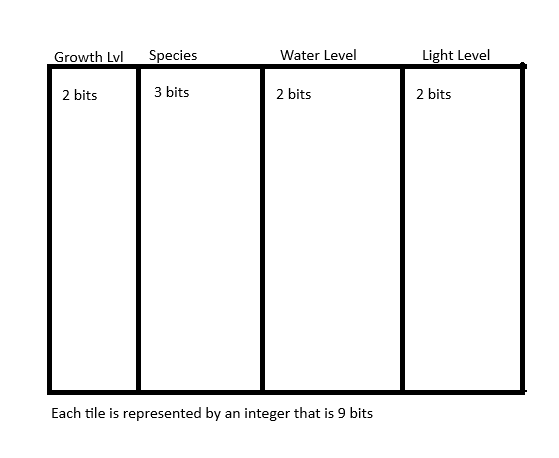 Growth Lvl Species Water Level Light Level
2 bits 3 bits 2 bits 2 bits
Each tile is represented by an integer that is 9 bits